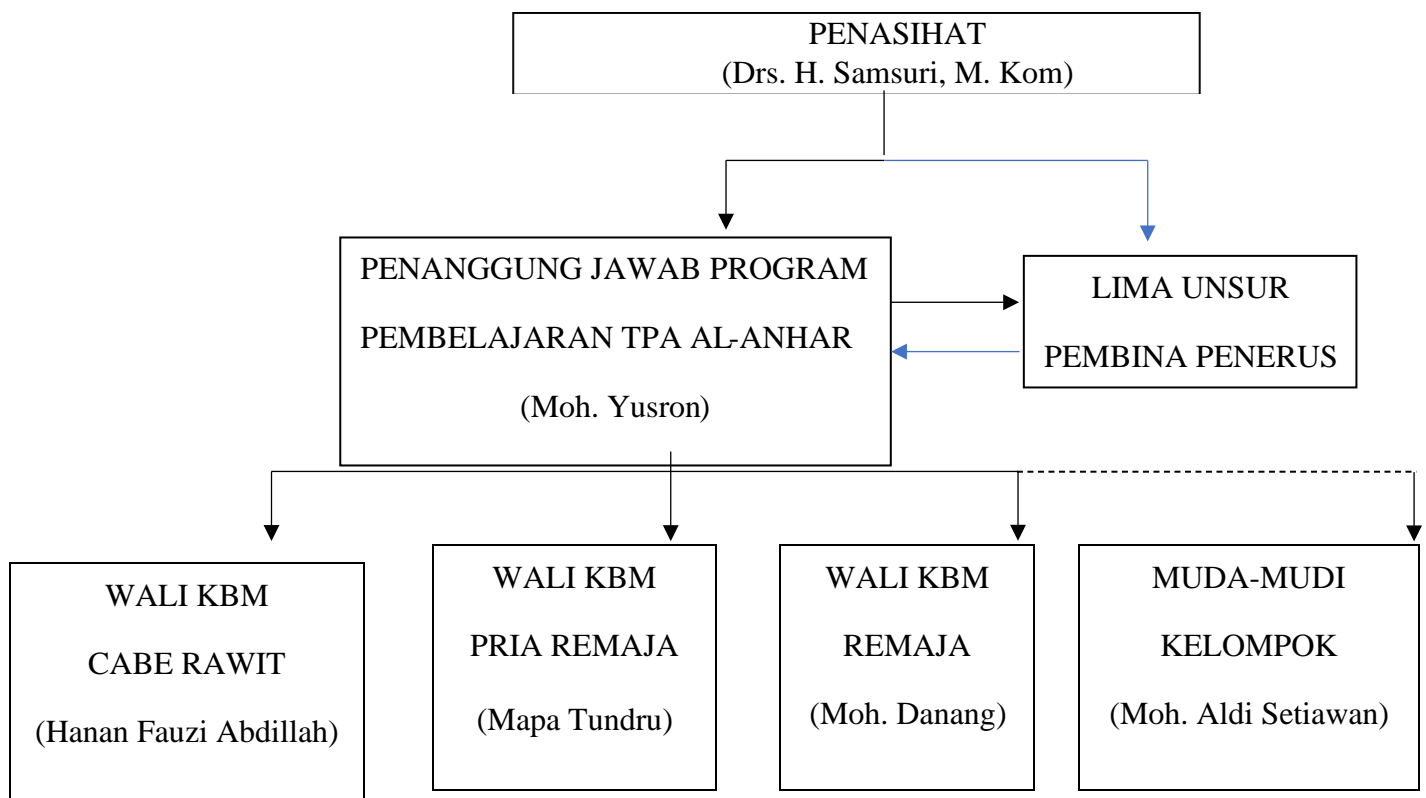 PENASIHAT
(Drs. H. Samsuri, M. Kom)
PENANGGUNG JAWAB PROGRAM
PEMBELAJARAN TPA AL-ANHAR
(Moh. Yusron)
LIMA UNSUR
PEMBINA PENERUS
WALI KBM
CABE RAWIT
(Hanan Fauzi Abdillah)
WALI KBM
PRIA REMAJA
(Mapa Tundru)
WALI KBM
REMAJA
(Moh. Danang)
MUDA-MUDI
KELOMPOK
(Moh. Aldi Setiawan)